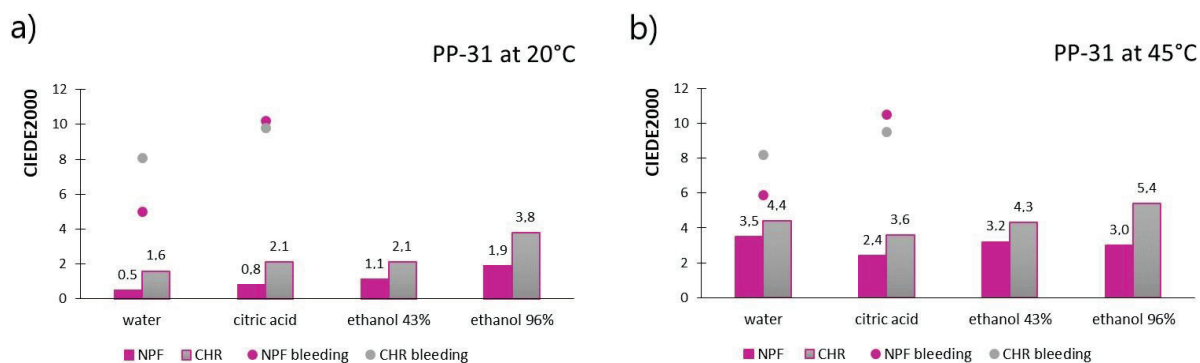 a)
PP-31 at 20°C
CIEDE2000
12
10
8
6
4
2
0
0.5
1,6
0,8
2,1
1,1
2,1
1,9
3,8
water
citric acid
ethanol 43%
ethanol 96%
NPF
CHR
NPF bleeding
CHR bleeding
b)
PP-31 at 45°C
CIEDE2000
12
10
8
6
4
2
0
3,5
4,4
2,4
3,6
3,2
4,3
3,0
5,4
water
citric acid
ethanol 43%
ethanol 96%
NPF
CHR
NPF bleeding
CHR bleeding